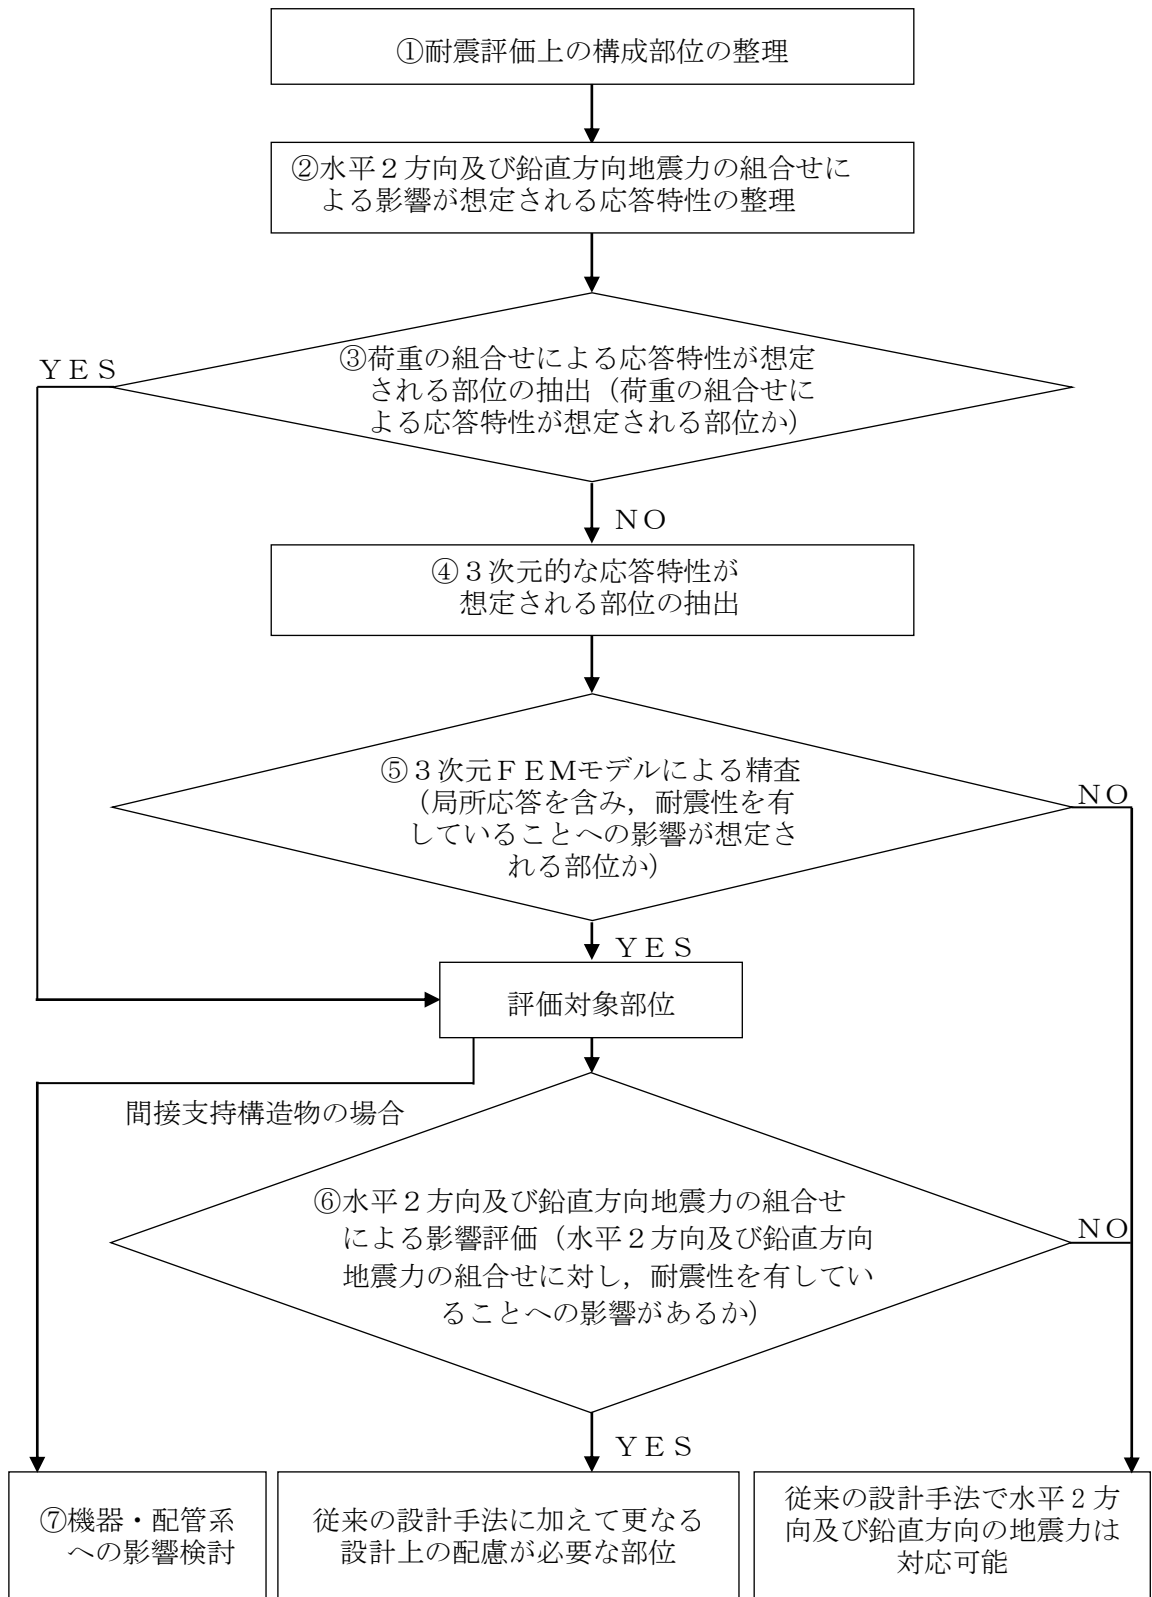 ①耐震評価上の構成部位の整理
②水平２方向及び鉛直方向地震力の組合せに
よる影響が想定される応答特性の整理
③荷重の組合せによる応答特性が想定
される部位の抽出（荷重の組合せに
よる応答特性が想定される部位か）
ＹＥＳ
ＮＯ
④３次元的な応答特性が
想定される部位の抽出
⑤３次元ＦＥＭモデルによる精査
（局所応答を含み，耐震性を有
していることへの影響が想定さ
れる部位か）
ＮＯ
ＹＥＳ
評価対象部位
間接支持構造物の場合
⑥水平２方向及び鉛直方向地震力の組合せ
による影響評価（水平２方向及び鉛直方向
地震力の組合せに対し，耐震性を有してい
ることへの影響があるか）
ＮＯ
ＹＥＳ
⑦機器・配管系
への影響検討
従来の設計手法に加えて更なる
設計上の配慮が必要な部位
従来の設計手法で水平２方
向及び鉛直方向の地震力は
対応可能